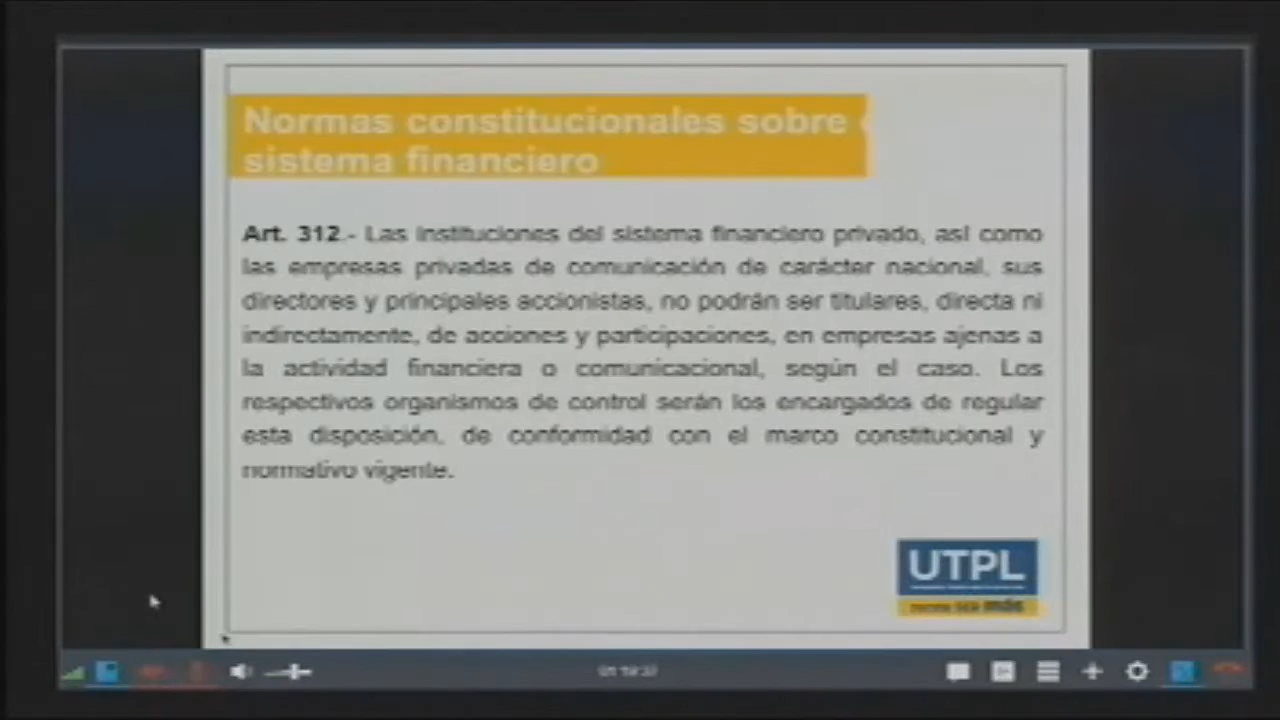 Normas constitucionales sobre
sistema financiero
Art. 312.- Las instituciones del sistema financiero privado, así como
las empresas privadas de comunicación de carácter nacional, sus
directores y principales accionistas, no podrán ser titulares, directa ni
indirectamente, de acciones y participaciones, en empresas ajenas a
la actividad financiera o comunicacional, según el caso. Los
respectivos organismos de control serán los encargados de regular
esta disposición, de conformidad con el marco constitucional y
normativo vigente.
UTPL
más